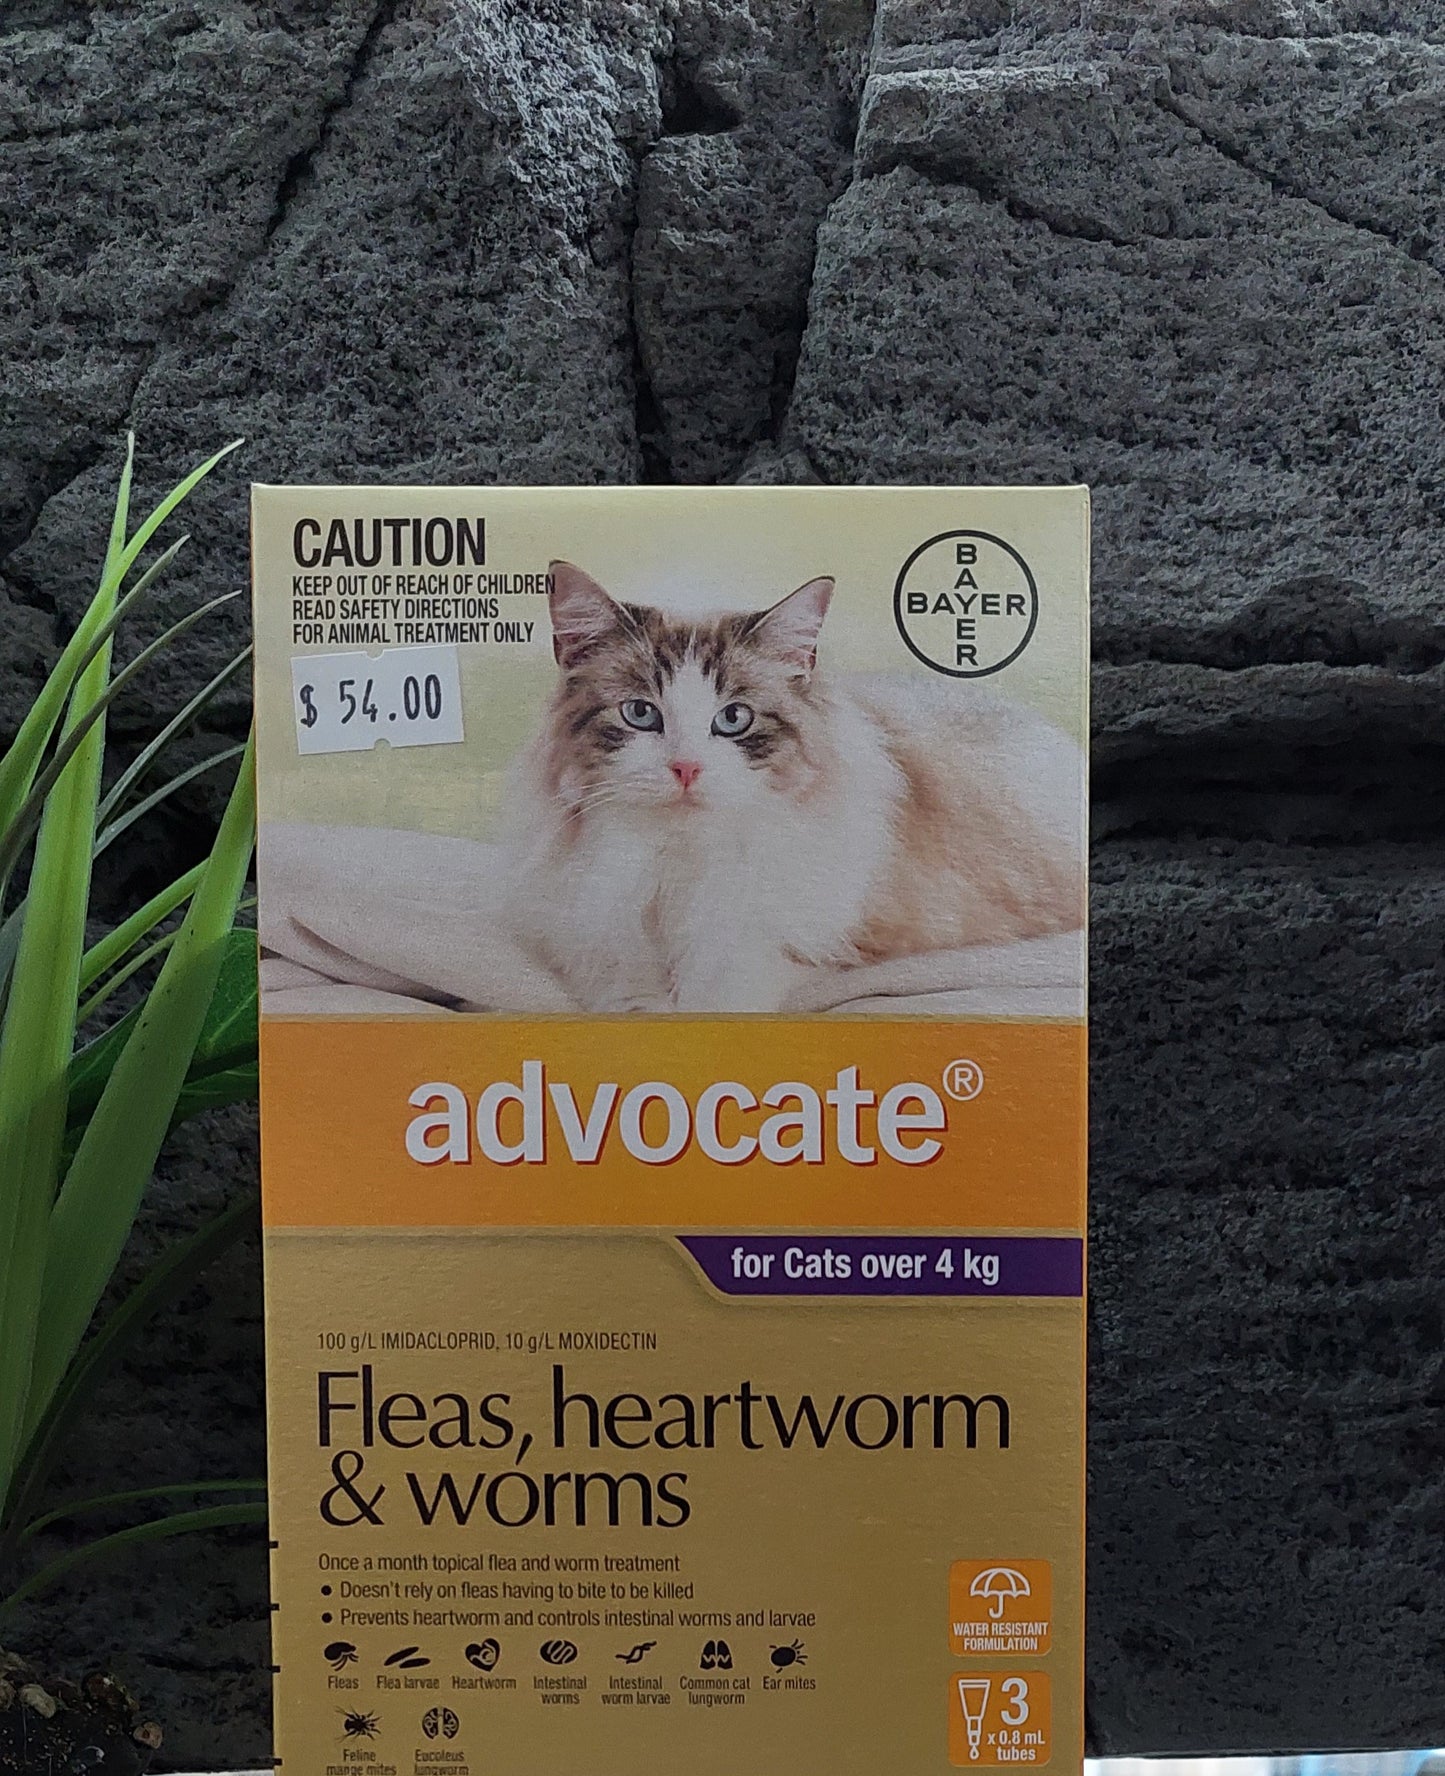 CAUTION
KEEP OUT OF REACH OF CHILDREN
READ SAFETY DIRECTIONS
FOR ANIMAL TREATMENT ONLY
$ 54.00
BAYER
BAYER
advocate®
for Cats over 4 kg
100 g/L IMIDACLOPRID, 10 g/L MOXIDECTIN
Fleas, heartworm
& worms
Once a month topical flea and worm treatment
• Doesn't rely on fleas having to bite to be killed
• Prevents heartworm and controls intestinal worms and larvae
Fleas
Flea larvae
Heartworm
Intestinal
worms
Intestinal
worm larvae
Common cat
lungworm
Ear mites
Feline
mange mites
Eucoleus
lungworm
WATER RESISTANT
FORMULATION
3
x 0.8 mL
tubes